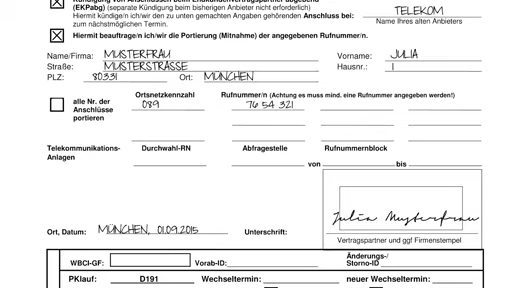 Kündigung von Anschlüssen beim Endkundenvertragspartner abgebend
(EKPabg) (separate Kündigung beim bisherigen Anbieter nicht erforderlich)
Hiermit kündige/n ich/wir den zu unten gemachten Angaben gehörenden Anschluss bei: TELEKOM
zum nächstmöglichen Termin. Name Ihres alten Anbieters
Hiermit beauftrage/n ich/wir die Portierung (Mitnahme) der angegebenen Rufnummer/n.
Name/Firma: MUSTERFRAU Vorname: JULIA
Straße: MUSTERSTRASSE Hausnr.: 1
PLZ: 80331 Ort: MÜNCHEN
Ortsnetzkennzahl Rufnummer/n (Achtung es muss mind. eine Rufnummer angegeben werden!)
alle Nr. der 089 76 54 321
Anschlüsse
portieren
Telekommunikations- Durchwahl-RN Abfragestelle Rufnummernblock
Anlagen
von bis
Julia Musterfrau
Ort, Datum: MÜNCHEN, 01.09.2015 Unterschrift:
Vertragspartner und ggf Firmenstempel
Änderungs-/
WBCI-GF: Vorab-ID: Storno-ID
PKlauf: D191 Wechseltermin: neuer Wechseltermin: